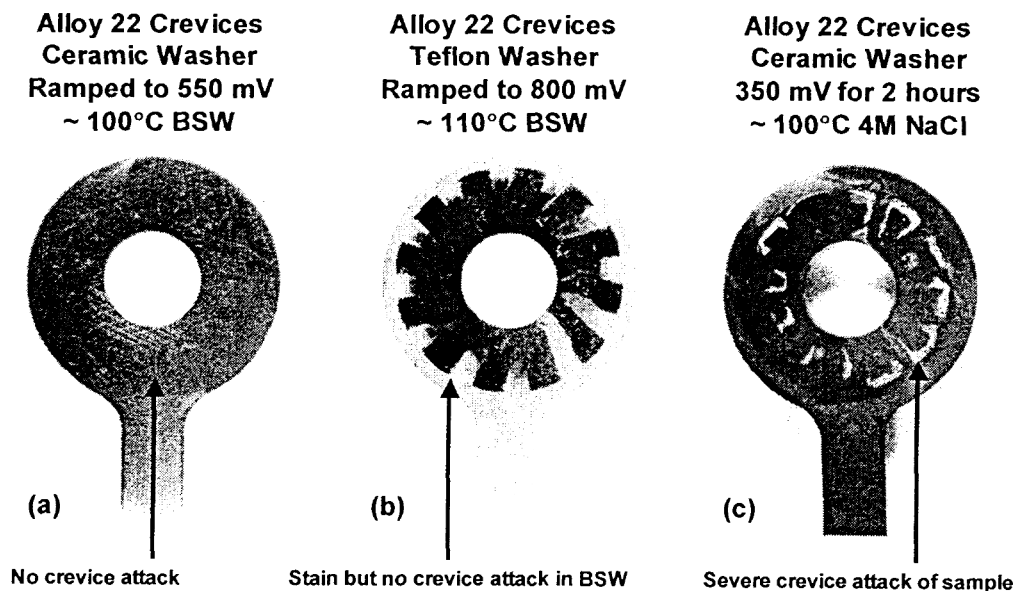 Alloy 22 Crevices
Ceramic Washer
Ramped to 550 mV
~ 100°C BSW
Alloy 22 Crevices
Teflon Washer
Ramped to 800 mV
~ 110°C BSW
Alloy 22 Crevices
Ceramic Washer
350 mV for 2 hours
~ 100°C 4M NaCl
(a)
(b)
(c)
No crevice attack
Stain but no crevice attack in BSW
Severe crevice attack of sample